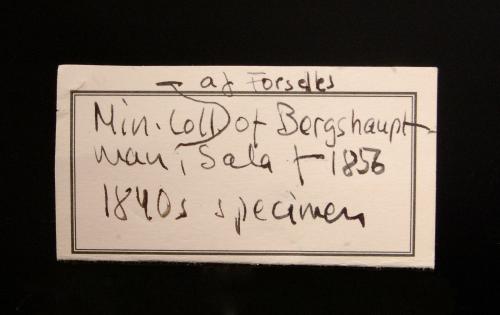 af Forselles
Min. Coll. of Bergshaupt-
man, Sala † 1856
1840s specimen